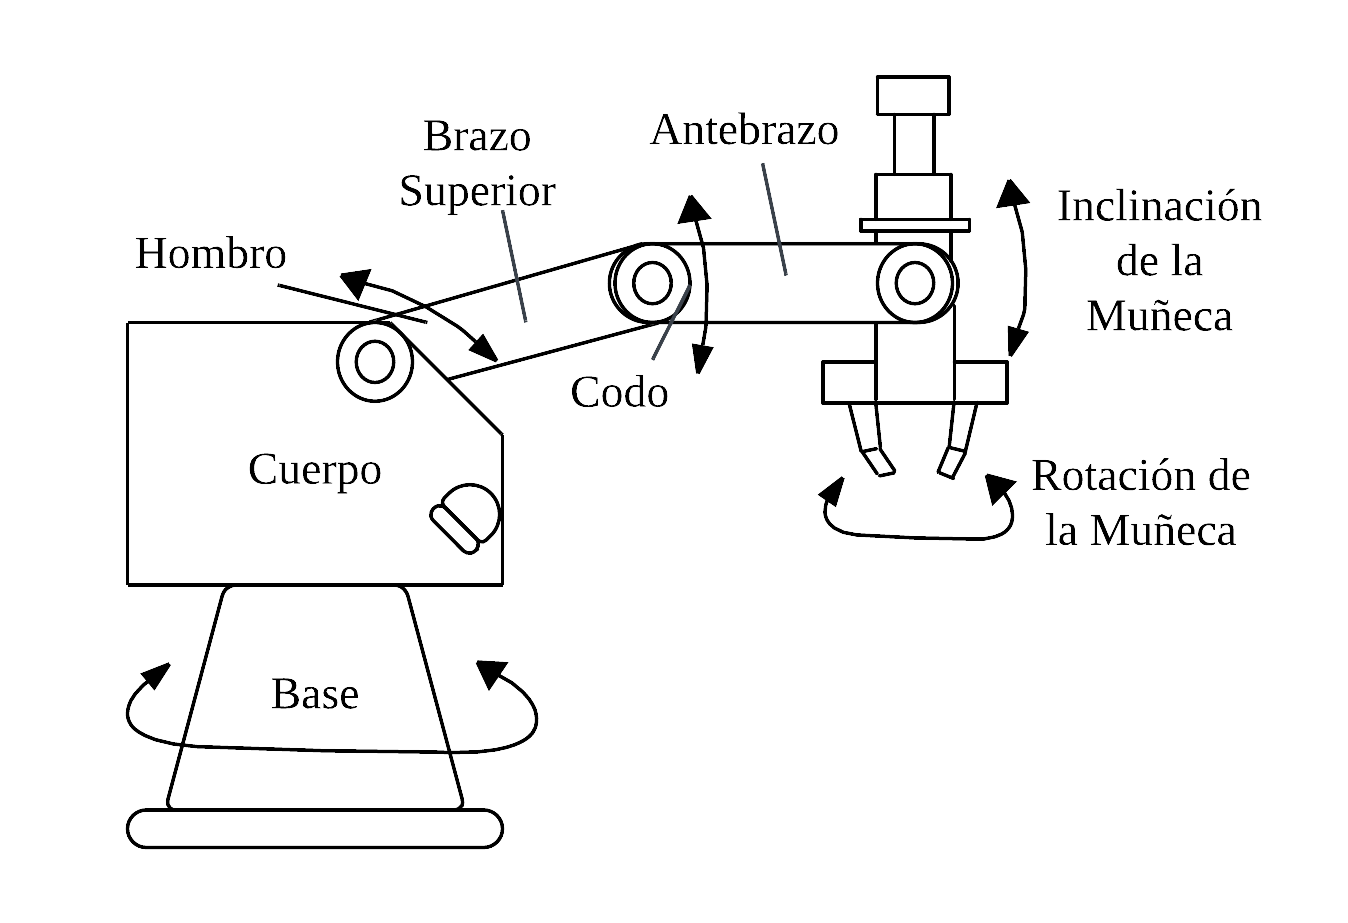 Brazo
Superior
Antebrazo
Hombro
Inclinación
de la
Muñeca
Codo
Cuerpo
Rotación de
la Muñeca
Base